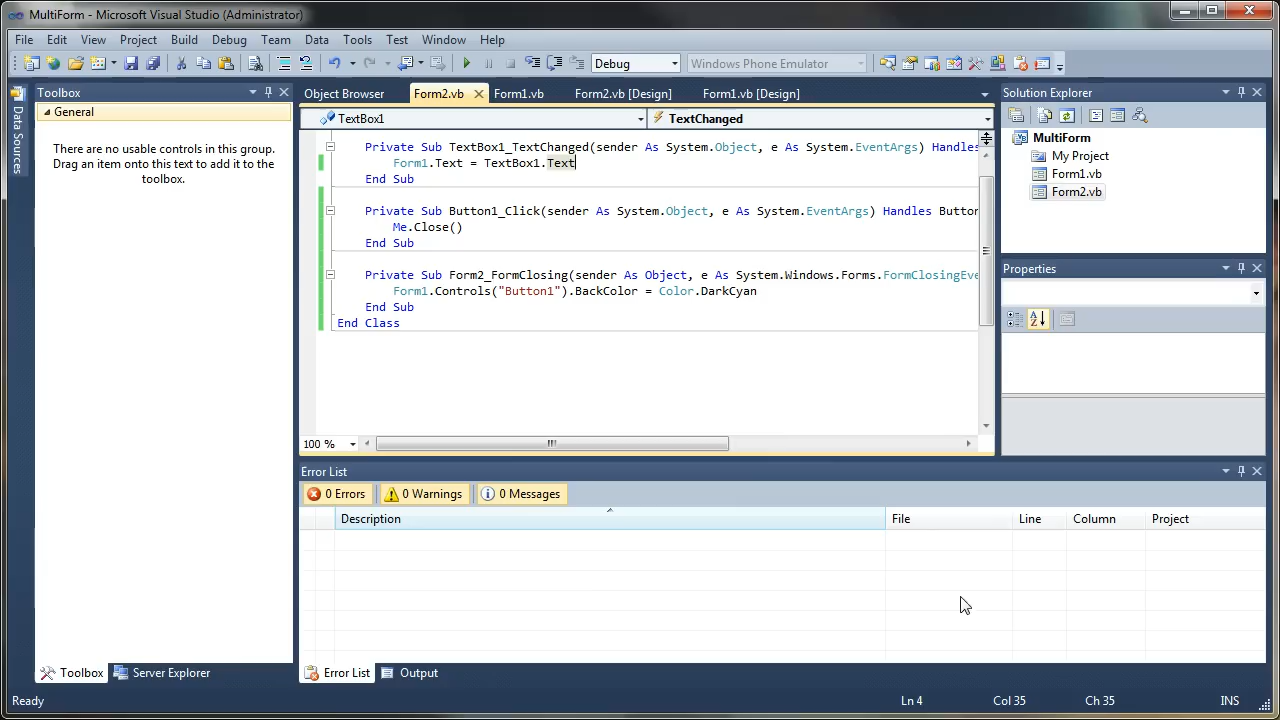 MultiForm - Microsoft Visual Studio (Administrator)
File Edit View Project Build Debug Team Data Tools Test Window Help
Debug Windows Phone Emulator
Toolbox
General
There are no usable controls in this group.
Drag an item onto this text to add it to the
toolbox.
Data Sources
Object Browser Form2.vb Form1.vb Form2.vb [Design] Form1.vb [Design]
TextBox1 TextChanged
Private Sub TextBox1_TextChanged(sender As System.Object, e As System.EventArgs) Handles
Form1.Text = TextBox1.Text
End Sub
Private Sub Button1_Click(sender As System.Object, e As System.EventArgs) Handles Button
Me.Close()
End Sub
Private Sub Form2_FormClosing(sender As Object, e As System.Windows.Forms.FormClosingEve
Form1.Controls("Button1").BackColor = Color.DarkCyan
End Sub
End Class
100 %
Solution Explorer
MultiForm
My Project
Form1.vb
Form2.vb
Properties
Error List
0 Errors 0 Warnings 0 Messages
Description File Line Column Project
Toolbox Server Explorer Error List Output
Ready Ln 4 Col 35 Ch 35 INS